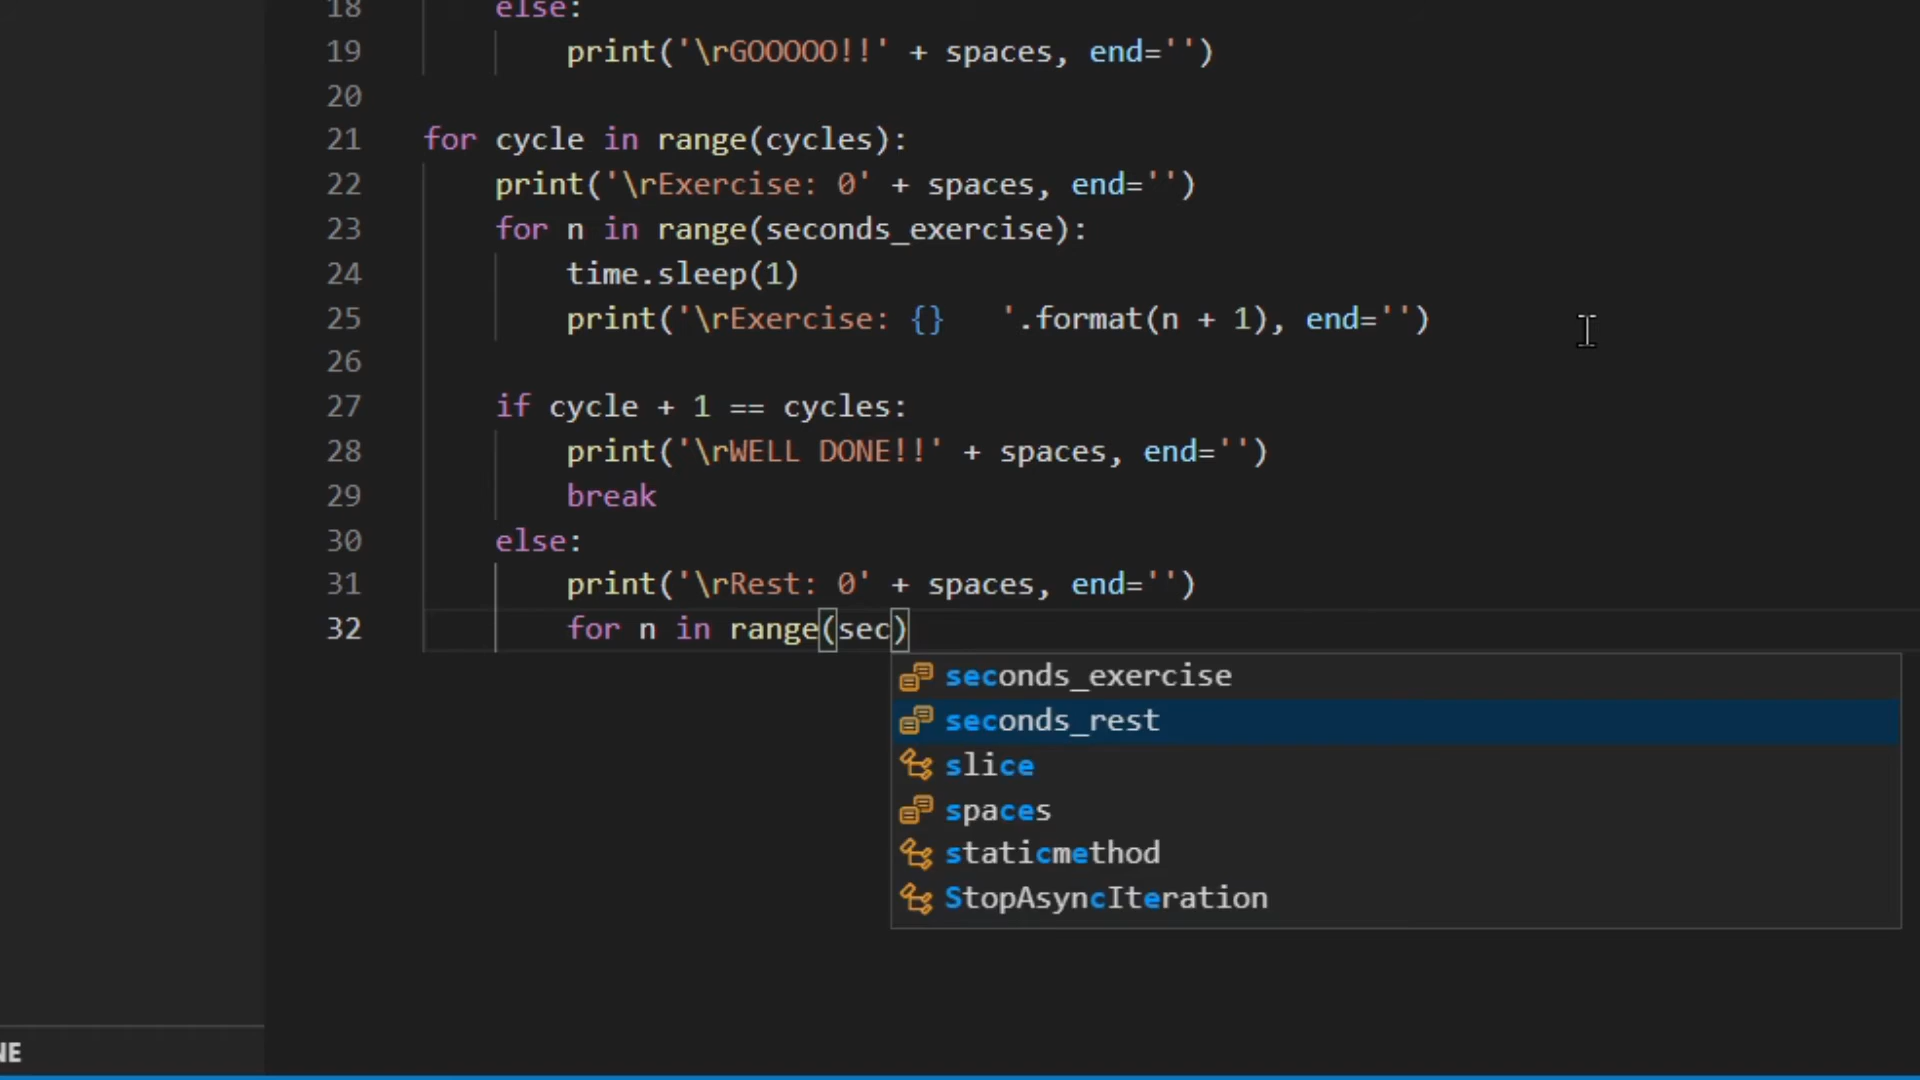 18 else:
19 print('\rGOOOOO!!' + spaces, end='')
20
21 for cycle in range(cycles):
22 print('\rExercise: 0' + spaces, end='')
23 for n in range(seconds_exercise):
24 time.sleep(1)
25 print('\rExercise: {}   '.format(n + 1), end='')
26
27 if cycle + 1 == cycles:
28 print('\rWELL DONE!!' + spaces, end='')
29 break
30 else:
31 print('\rRest: 0' + spaces, end='')
32 for n in range(sec)
seconds_exercise
seconds_rest
slice
spaces
staticmethod
StopAsyncIteration
NE